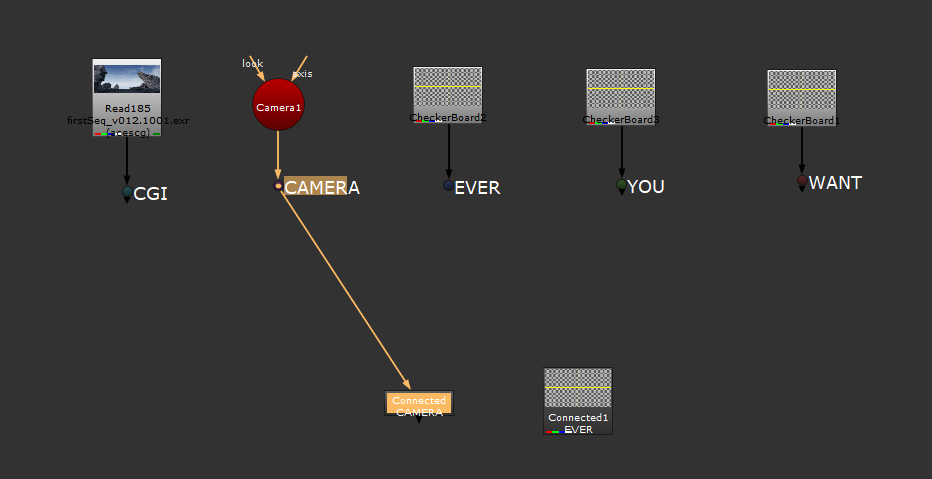 look
axis
Read185
firstSeq_v012.1001.exr
(acescg)
Camera1
CheckerBoard2
CheckerBoard3
CheckerBoard1
CGI
CAMERA
EVER
YOU
WANT
Connected
CAMERA
Connected1
EVER